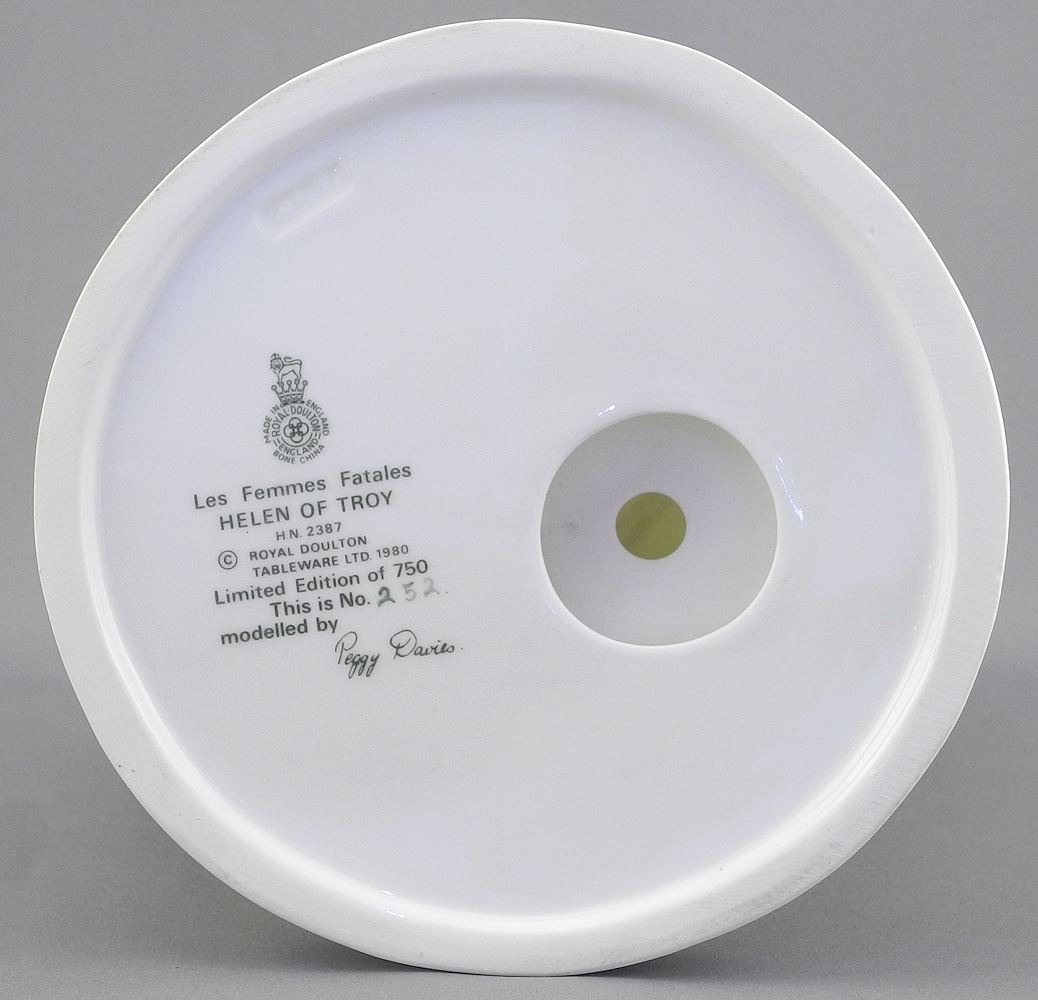 MADE IN ENGLAND
ROYAL·DOULTON
ENGLAND
BONE CHINA
Les Femmes Fatales
HELEN OF TROY
H.N. 2387
© ROYAL DOULTON
TABLEWARE LTD. 1980
Limited Edition of 750
This is No. 252.
modelled by
Peggy Davies.